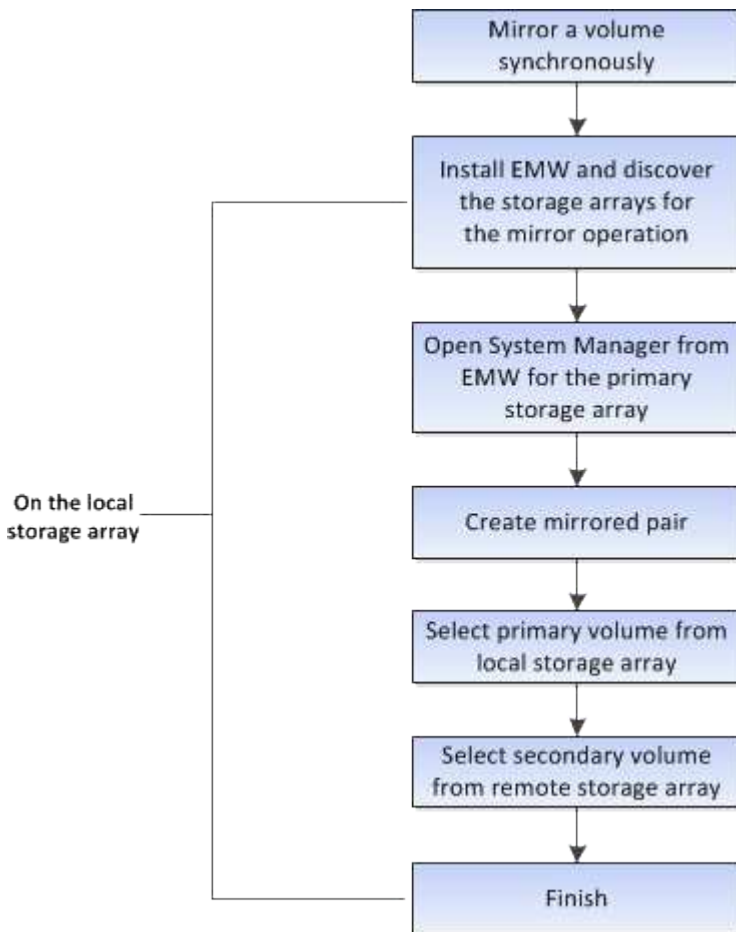 Mirror a volume
synchronously
Install EMW and discover
the storage arrays for
the mirror operation
Open System Manager from
EMW for the primary
storage array
On the local
storage array
Create mirrored pair
Select primary volume from
local storage array
Select secondary volume
from remote storage array
Finish